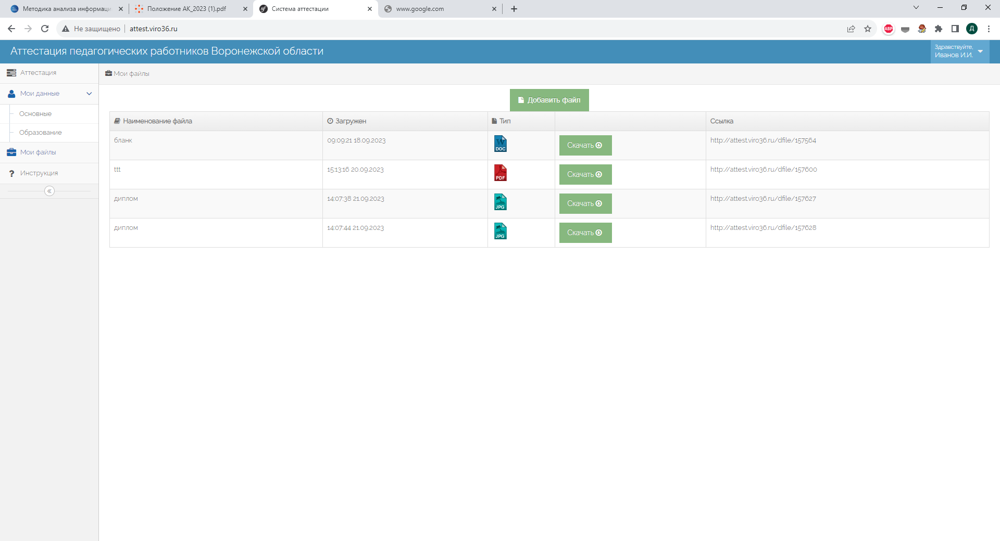 Методика анализа информаци
Положение АК_2023 (1).pdf
Система аттестации
www.google.com
Не защищено
attest.viro36.ru
ABP
Д
Аттестация педагогических работников Воронежской области
Здравствуйте,
Иванов И.И.
Аттестация
Мои данные
Основные
Образование
Мои файлы
Инструкция
Мои файлы
Добавить файл
Наименование файла Загружен Тип Ссылка
бланк 09:09:21 18.09.2023 DOC Скачать http://attest.viro36.ru/dfile/157564
ttt 15:13:16 20.09.2023 PDF Скачать http://attest.viro36.ru/dfile/157600
диплом 14:07:38 21.09.2023 JPG Скачать http://attest.viro36.ru/dfile/157627
диплом 14:07:44 21.09.2023 JPG Скачать http://attest.viro36.ru/dfile/157628